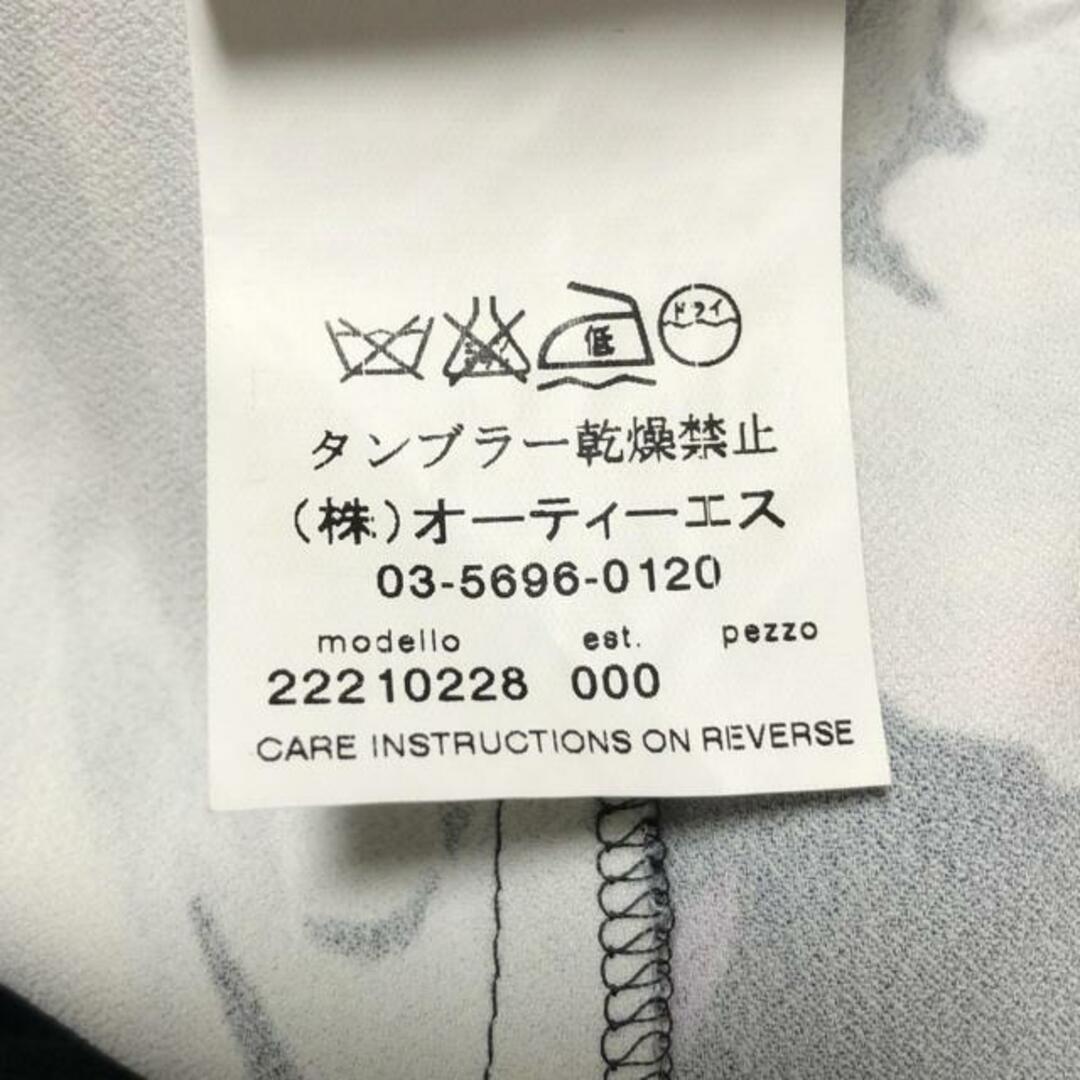 低 ドライ
タンブラー乾燥禁止
(株)オーティーエス
03-5696-0120
modello est. pezzo
22210228 000
CARE INSTRUCTIONS ON REVERSE